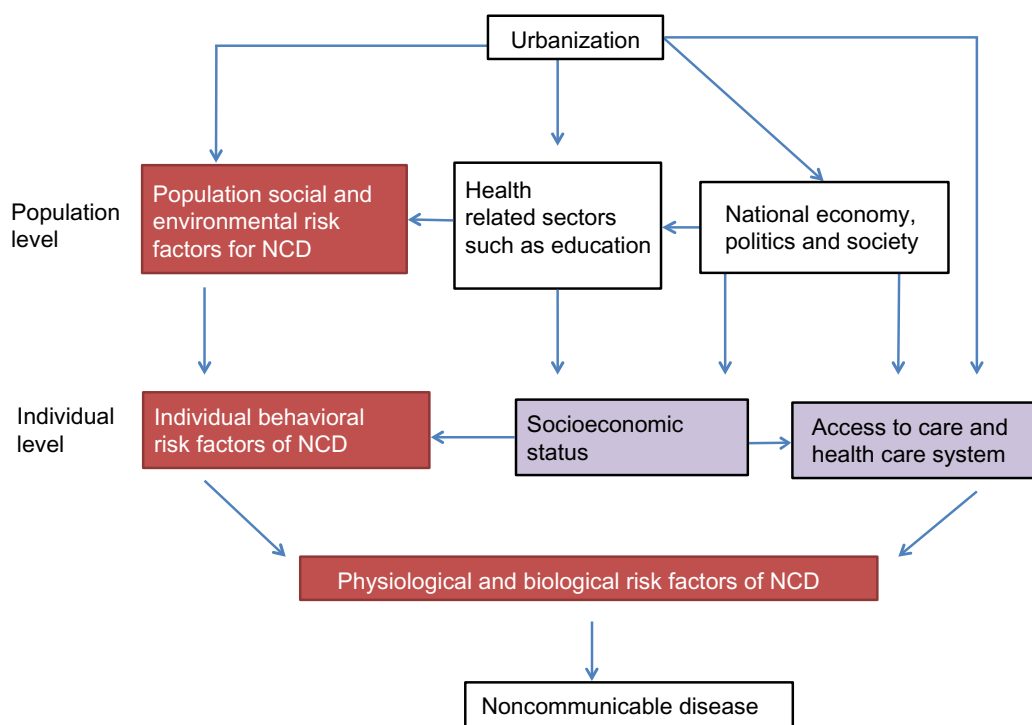 Urbanization
Population
level
Population social and
environmental risk
factors for NCD
Health
related sectors
such as education
National economy,
politics and society
Individual
level
Individual behavioral
risk factors of NCD
Socioeconomic
status
Access to care and
health care system
Physiological and biological risk factors of NCD
Noncommunicable disease